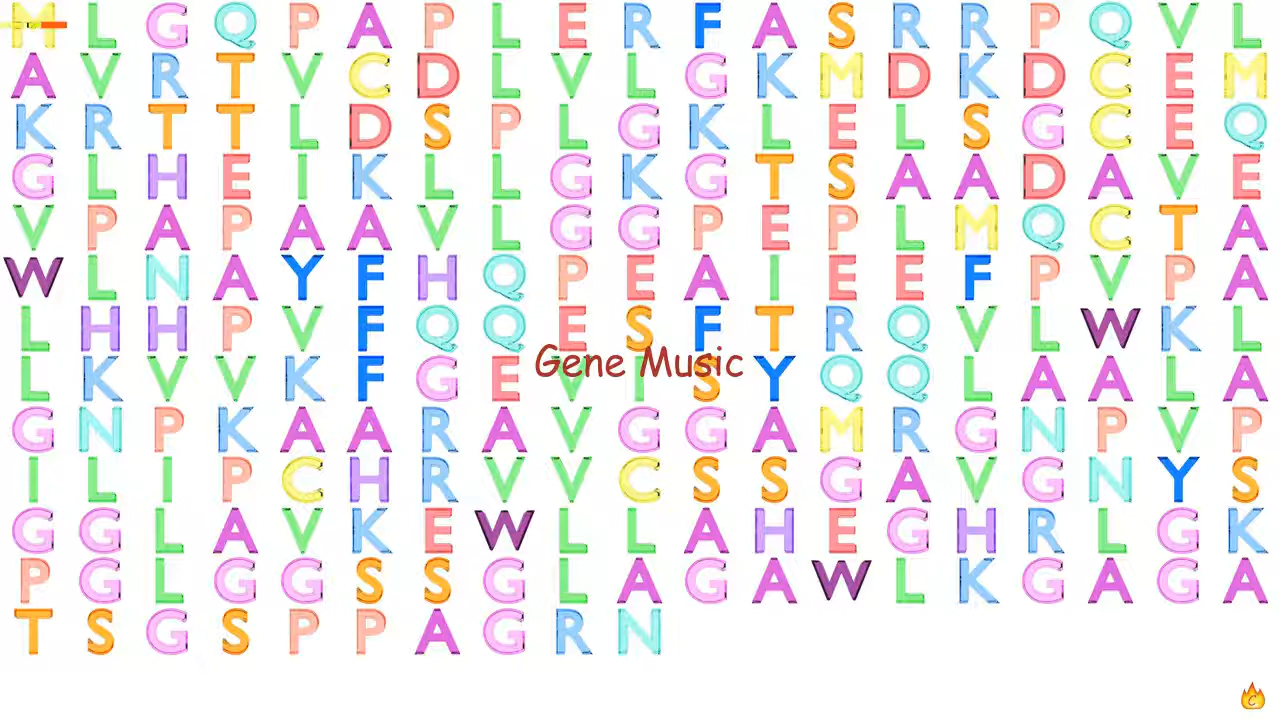 M L G Q P A P L E R F A S R R P Q V L
A V R T V C D L V L G K M D K D C E M
K R T T L D S P L G K L E L S G C E Q
G L H E I K L L G K G T S A A D A V E
V P A P A A V L G G P E P L M Q C T A
W L N A Y F H Q P E A I E E F P V P A
L H H P V F Q Q E S F T R Q V L W K L
Gene Music
L K V V K F G E V I S Y Q Q L A A L A
G N P K A A R A V G G A M R G N P V P
I L I P C H R V V C S S G A V G N Y S
G G L A V K E W L L A H E G H R L G K
P G L G G S S G L A G A W L K G A G A
T S G S P P A G R N
C